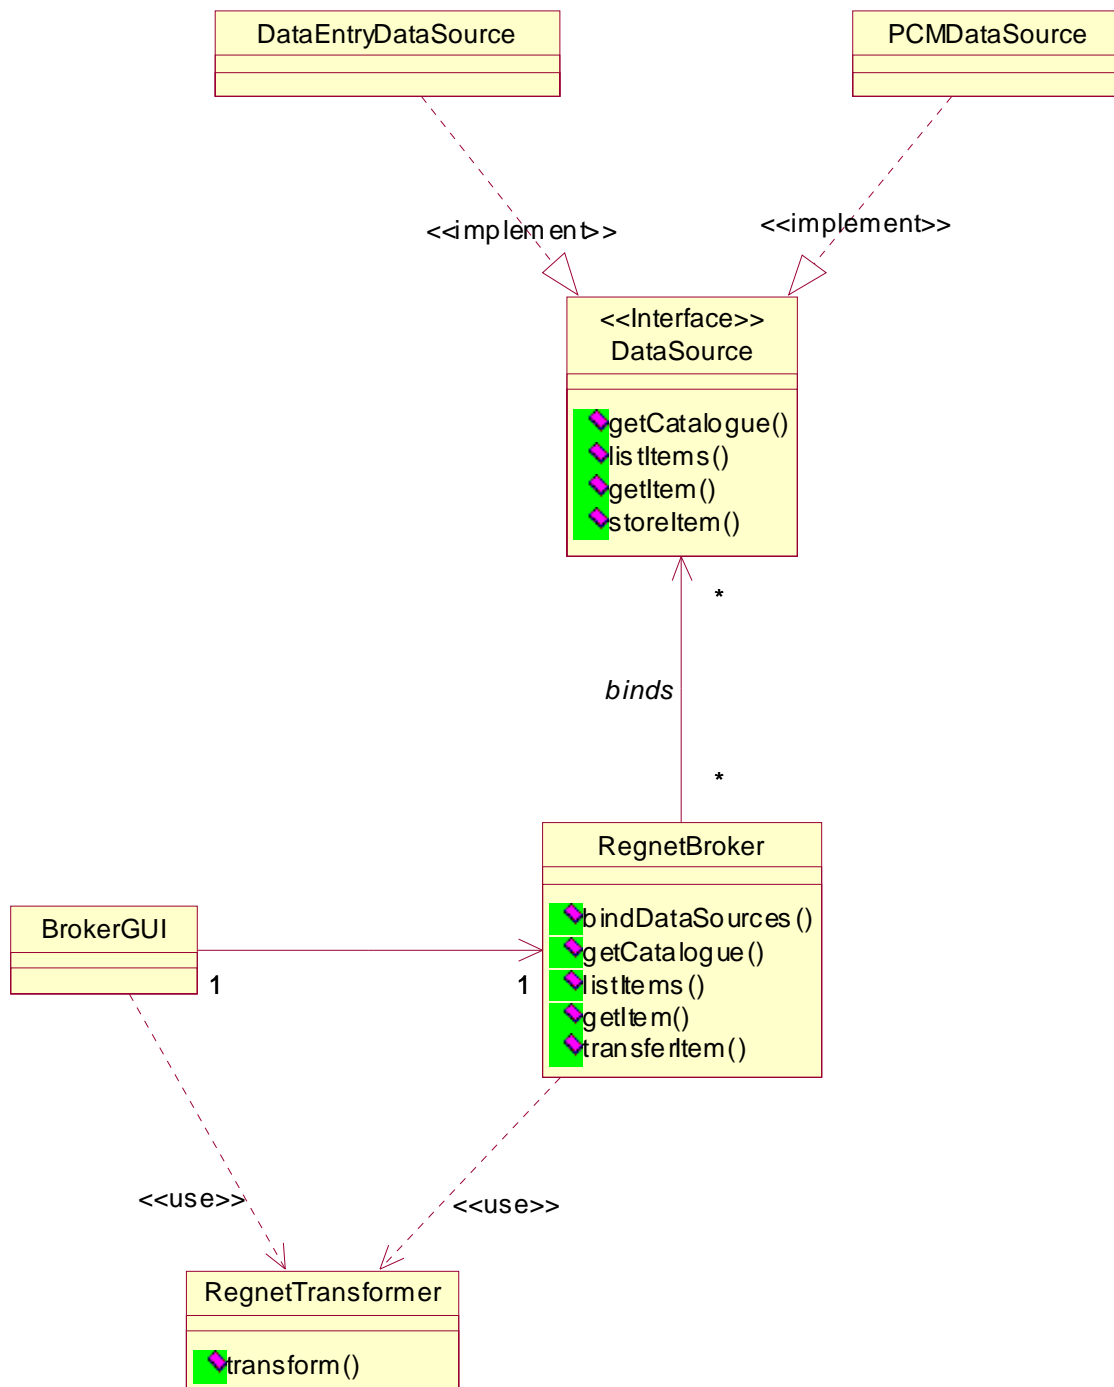 DataEntryDataSource
PCMDataSource
<<implement>>
<<implement>>
<<Interface>>
DataSource
getCatalogue()
listItems()
getItem()
storeItem()
*
binds
*
RegnetBroker
bindDataSources()
getCatalogue()
listItems()
getItem()
transferItem()
BrokerGUI
1
1
<<use>>
<<use>>
RegnetTransformer
transform()